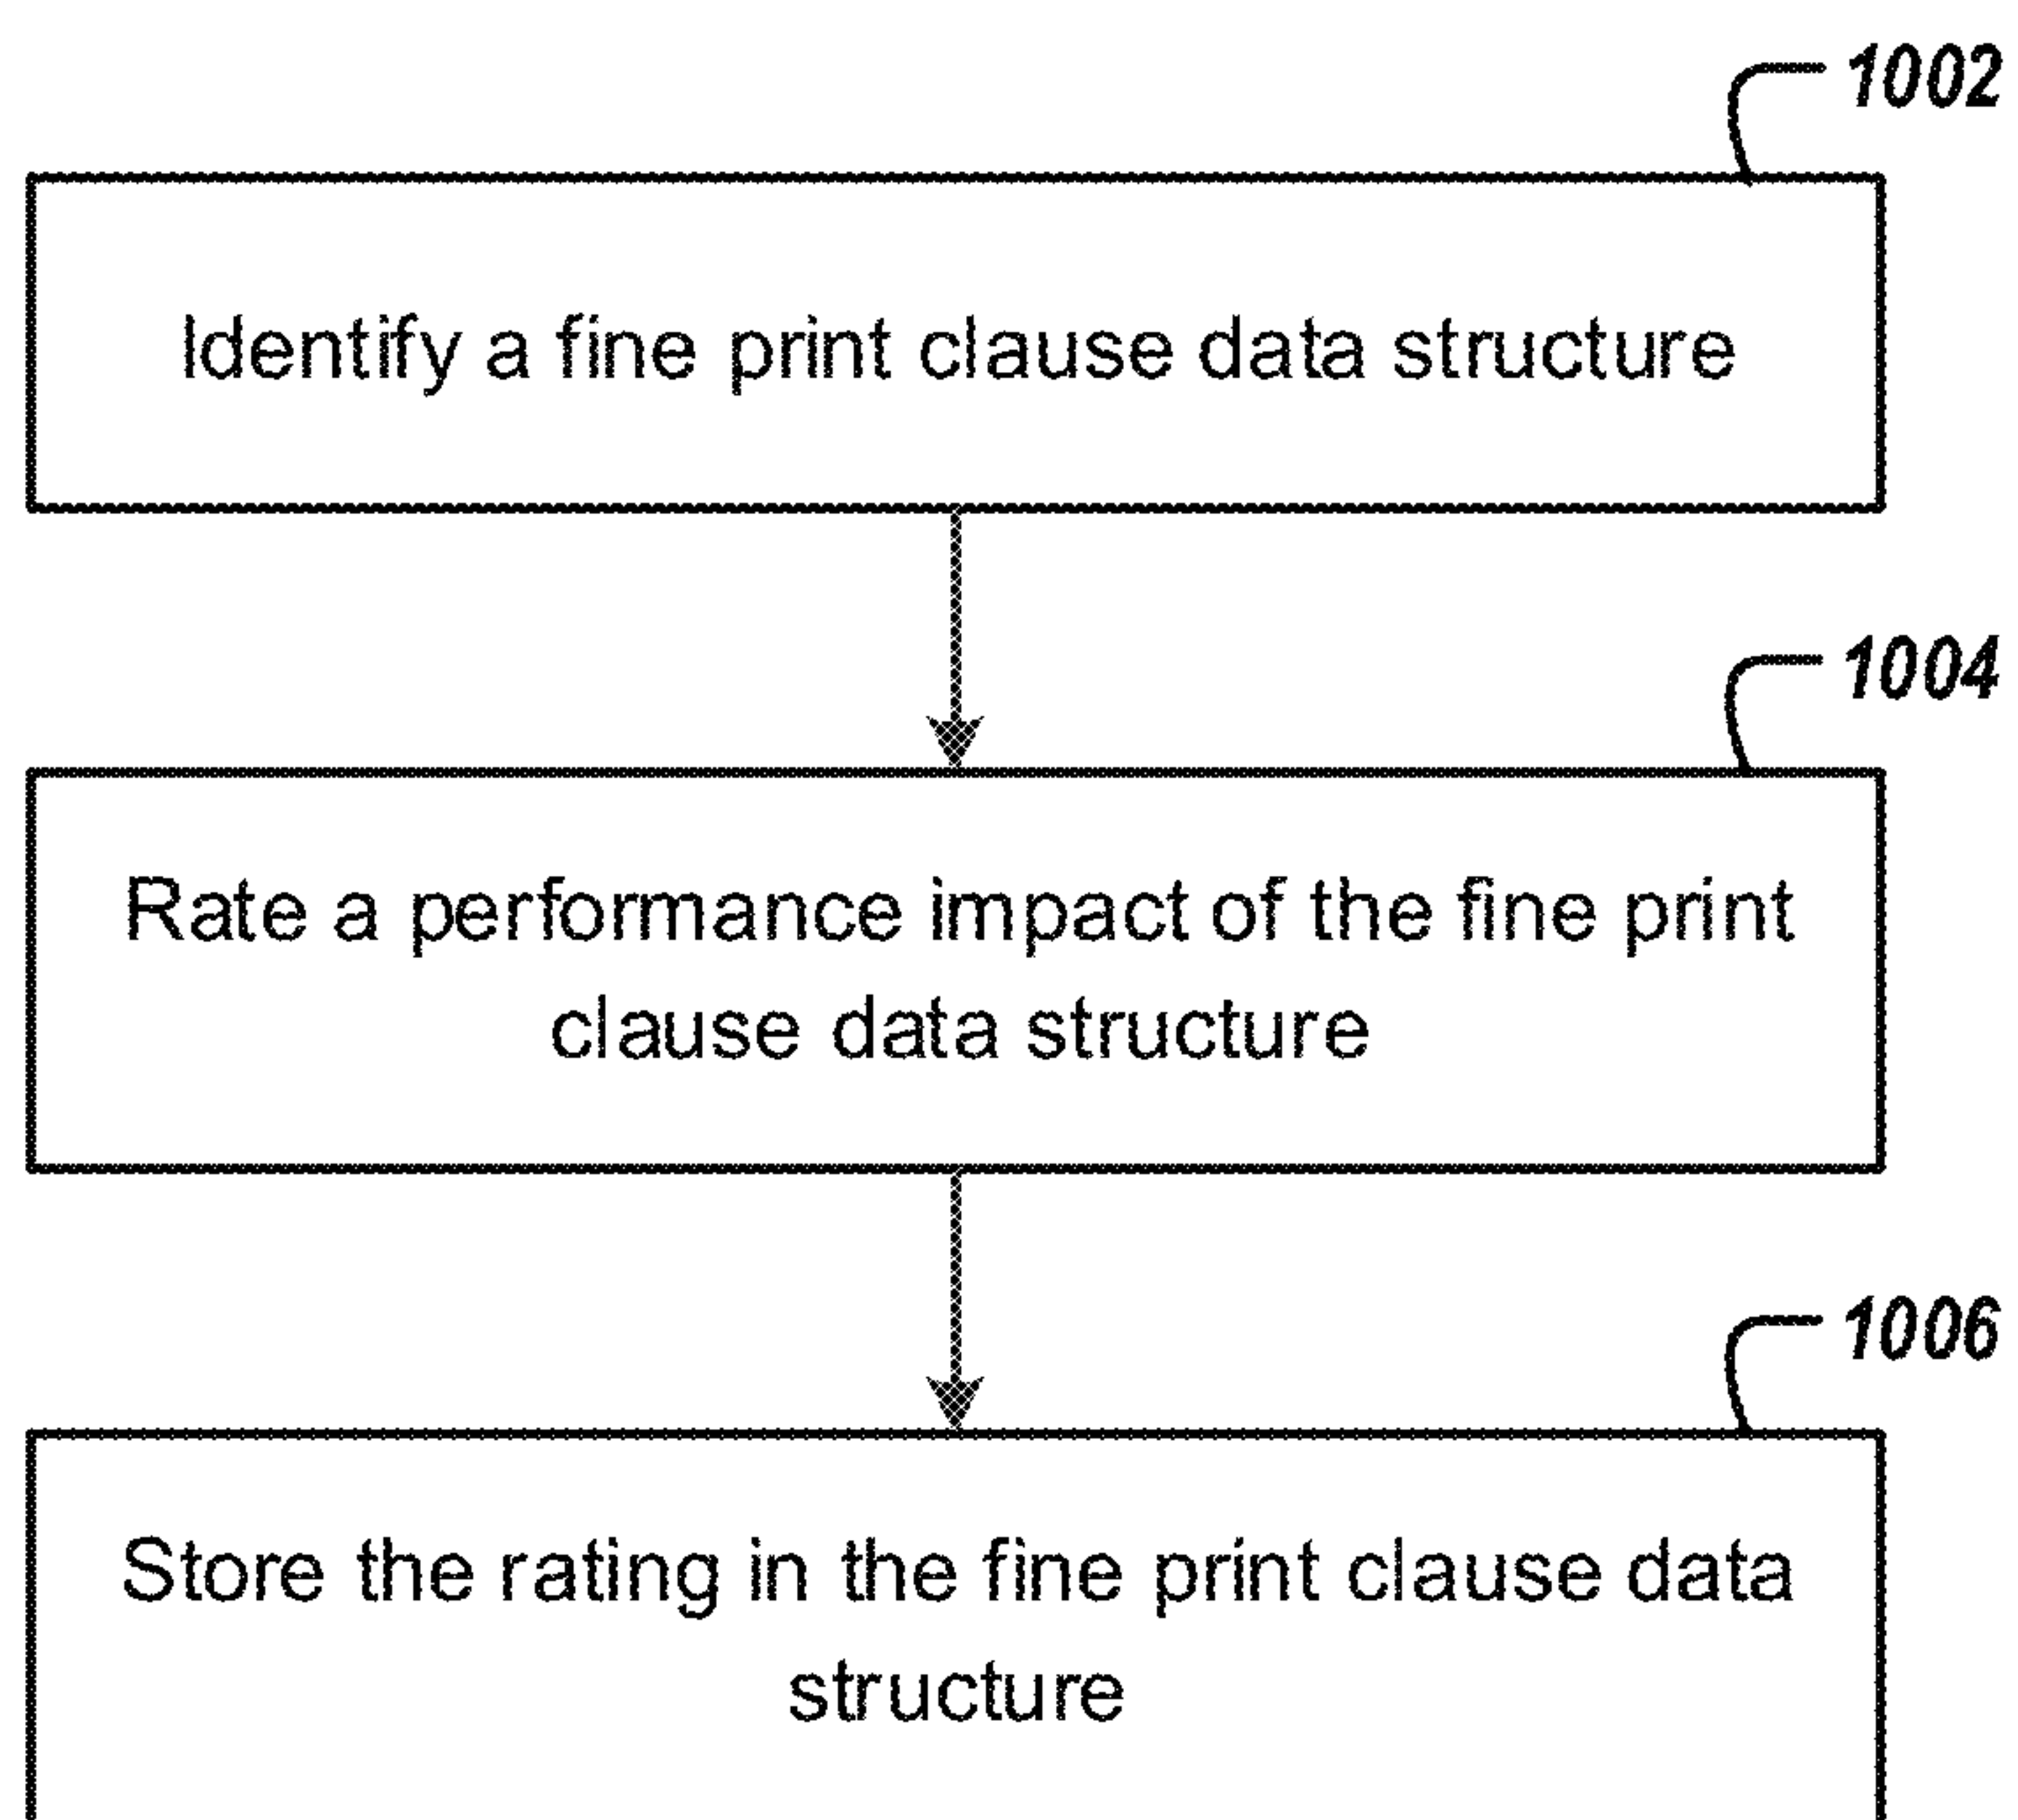 1002
Identify a fine print clause data structure
1004
Rate a performance impact of the fine print
clause data structure
1006
Store the rating in the fine print clause data
structure